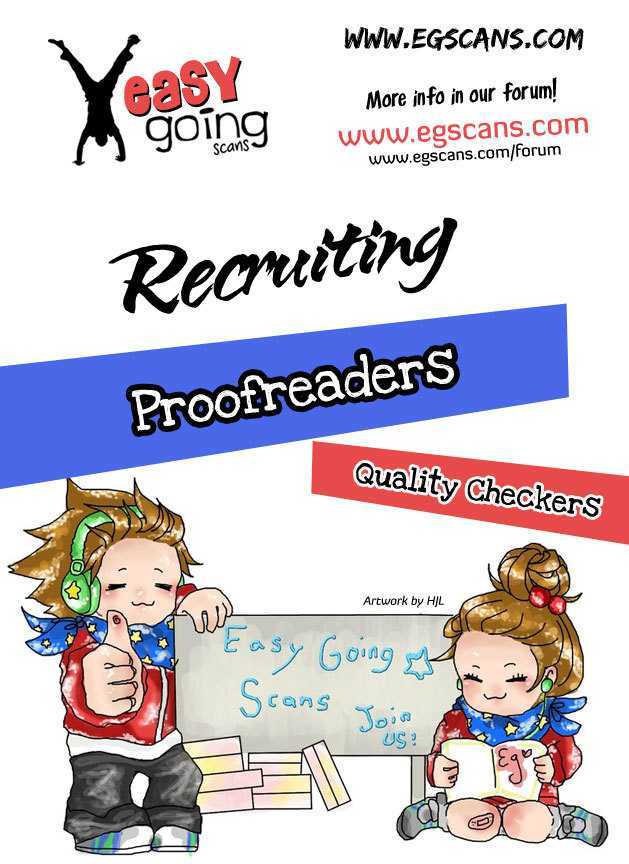 easy
going
scans
WWW.EGSCANS.COM
More info in our forum!
www.egscans.com
www.egscans.com/forum
Recruiting
Proofreaders
Quality Checkers
Artwork by HJL
Easy Going
Scans
Join
us!
Eg